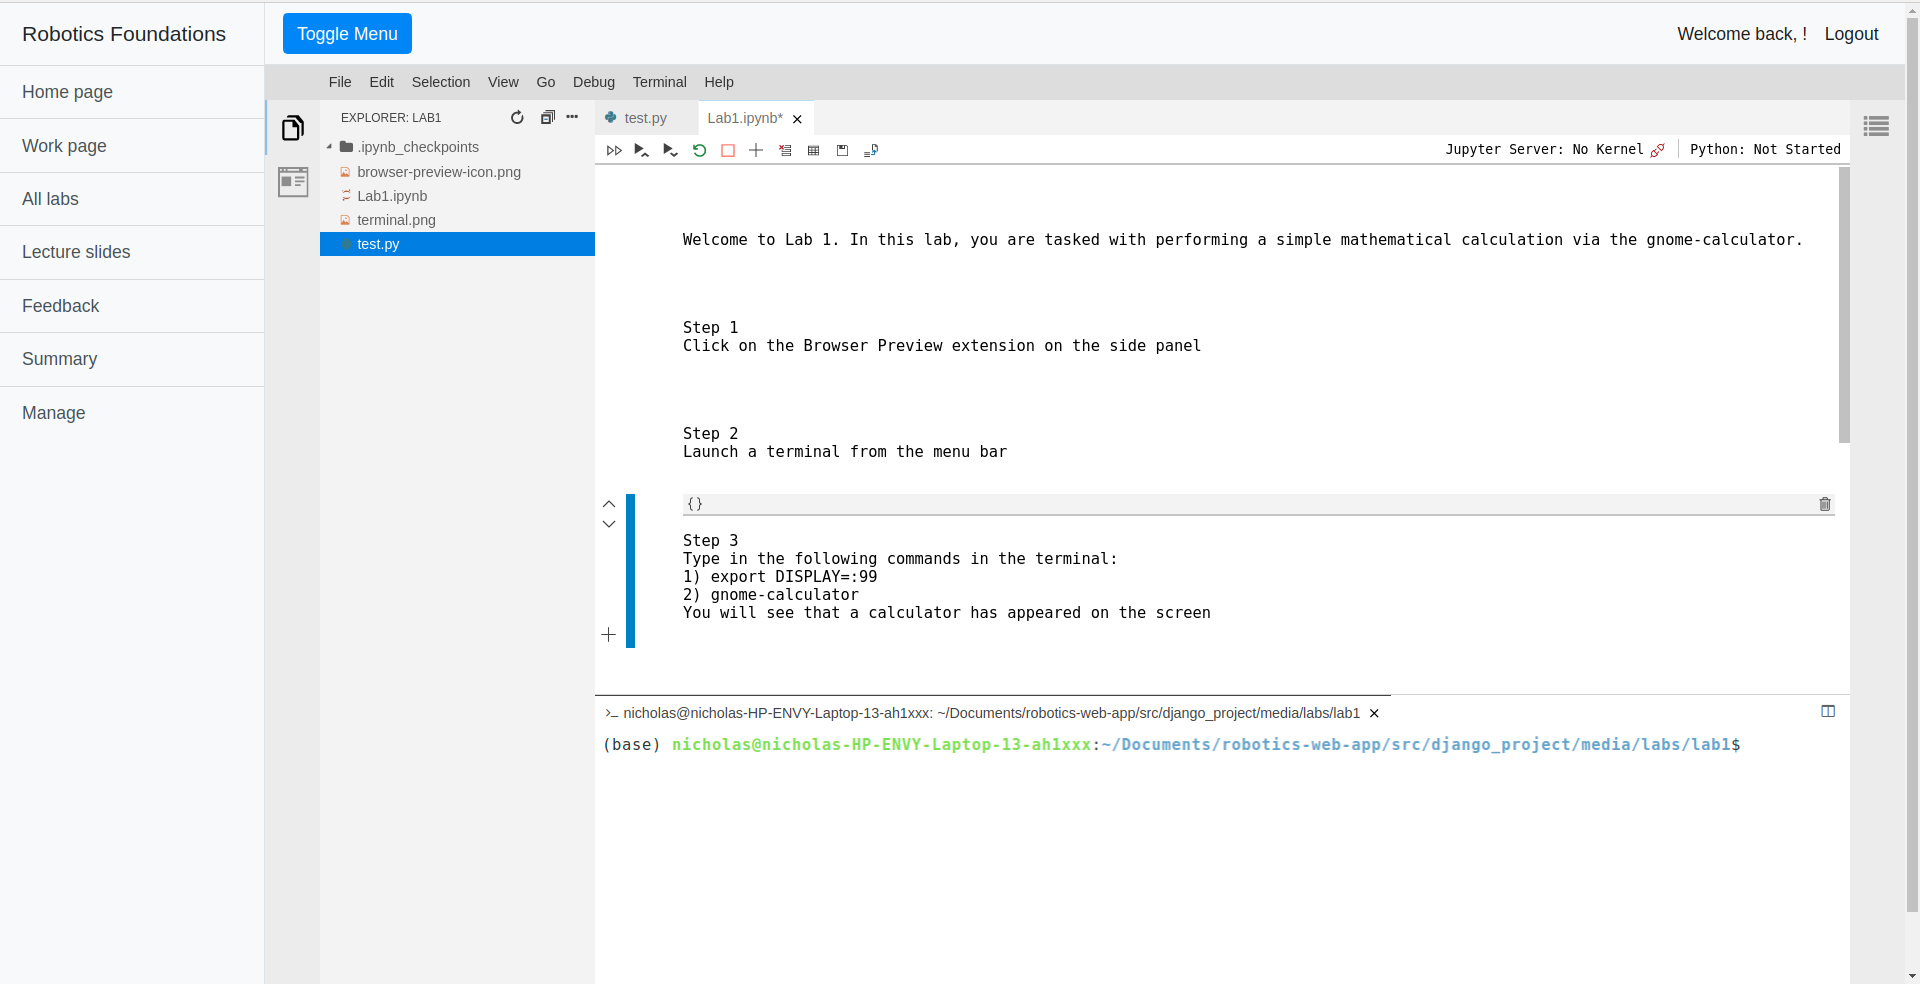 Robotics Foundations
Toggle Menu
Welcome back, !
Logout
Home page
Work page
All labs
Lecture slides
Feedback
Summary
Manage
File Edit Selection View Go Debug Terminal Help
EXPLORER: LAB1
.ipynb_checkpoints
browser-preview-icon.png
Lab1.ipynb
terminal.png
test.py
test.py
Lab1.ipynb*
Jupyter Server: No Kernel
Python: Not Started
Welcome to Lab 1. In this lab, you are tasked with performing a simple mathematical calculation via the gnome-calculator.
Step 1
Click on the Browser Preview extension on the side panel
Step 2
Launch a terminal from the menu bar
{}
Step 3
Type in the following commands in the terminal:
1) export DISPLAY=:99
2) gnome-calculator
You will see that a calculator has appeared on the screen
nicholas@nicholas-HP-ENVY-Laptop-13-ah1xxx: ~/Documents/robotics-web-app/src/django_project/media/labs/lab1
(base) nicholas@nicholas-HP-ENVY-Laptop-13-ah1xxx:~/Documents/robotics-web-app/src/django_project/media/labs/lab1$